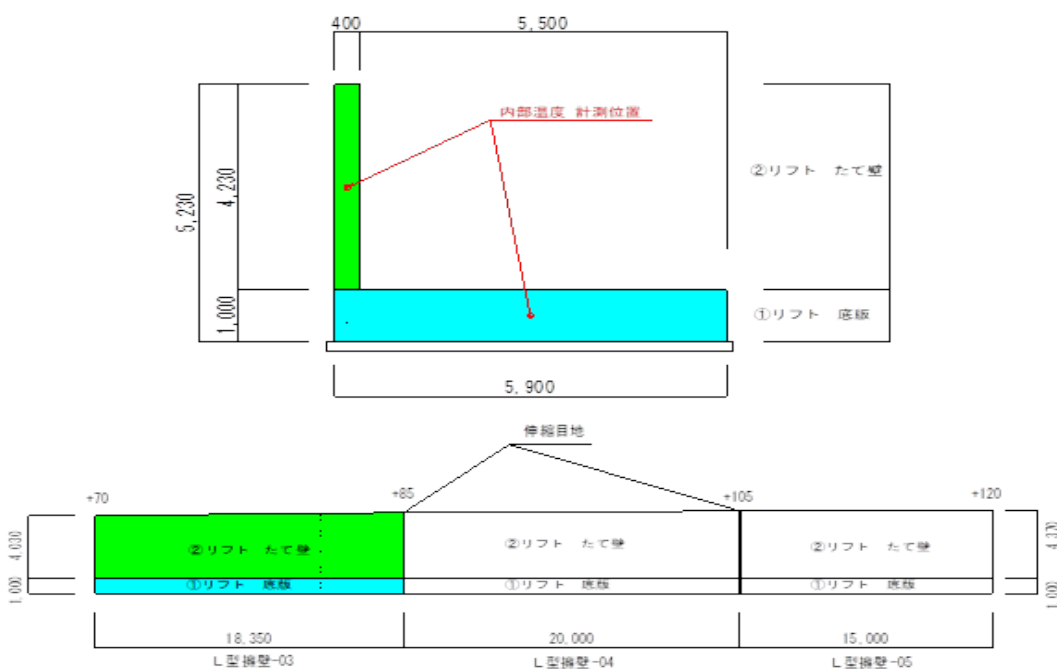 400
5,500
内部温度 計測位置
5,230
4,230
②リフト たて壁
1,000
①リフト 底版
5,900
伸縮目地
+70
+85
+105
+120
4,030
②リフト たて壁
②リフト たて壁
②リフト たて壁
4,370
1,000
①リフト 底版
①リフト 底版
①リフト 底版
1,000
18,350
20,000
15,000
L型擁壁-03
L型擁壁-04
L型擁壁-05